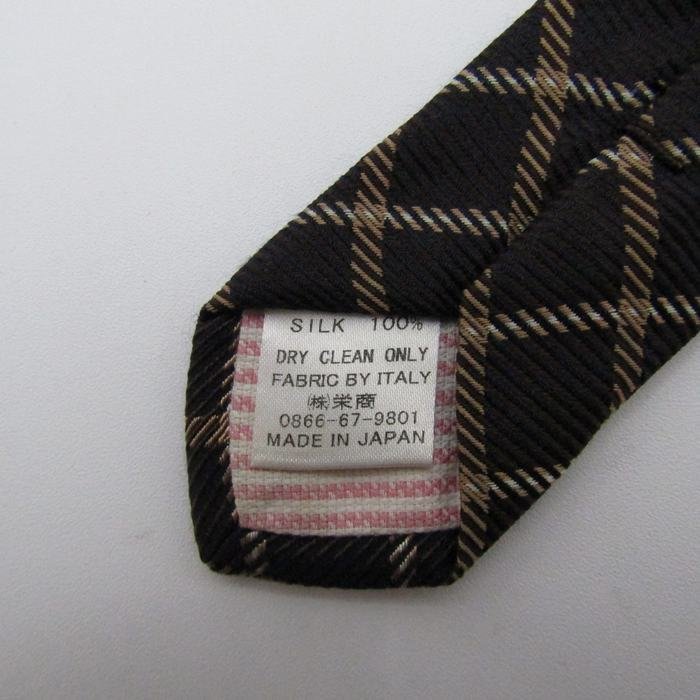 SILK 100%
DRY CLEAN ONLY
FABRIC BY ITALY
㈱栄商
0866-67-9801
MADE IN JAPAN